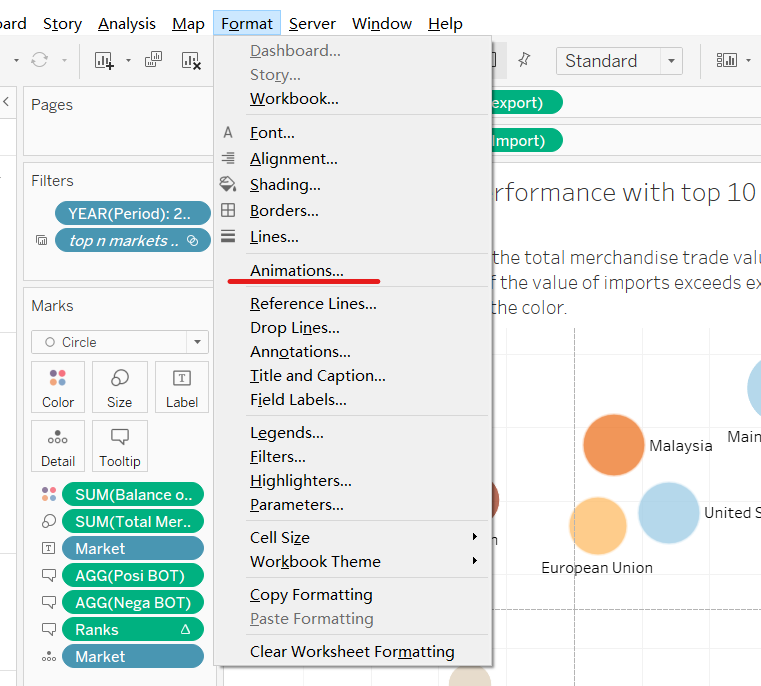 oard Story Analysis Map Format Server Window Help
Standard
Pages
Filters
YEAR(Period): 2..
top n markets ..
Marks
Circle
Color Size Label
Detail Tooltip
SUM(Balance o..
SUM(Total Mer..
Market
AGG(Posi BOT)
AGG(Nega BOT)
Ranks Δ
Market
Dashboard...
Story...
Workbook...
A Font...
Alignment...
Shading...
Borders...
Lines...
Animations...
Reference Lines...
Drop Lines...
Annotations...
Title and Caption...
Field Labels...
Legends...
Filters...
Highlighters...
Parameters...
Cell Size
Workbook Theme
Copy Formatting
Paste Formatting
Clear Worksheet Formatting
export)
Import)
rformance with top 10
the total merchandise trade valu
f the value of imports exceeds ex
the color.
Malaysia
Main
United S
European Union
n